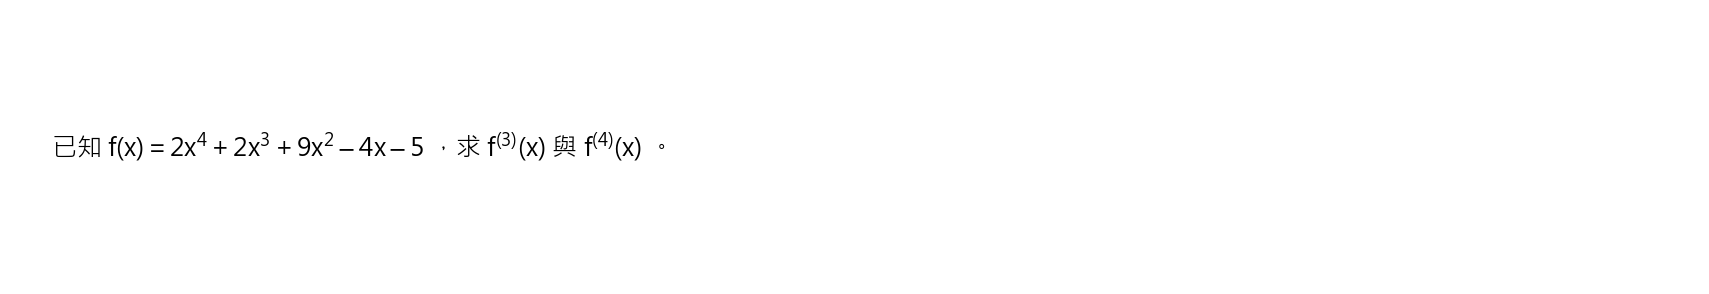 已知 f(x) = 2x⁴ + 2x³ + 9x² – 4x – 5 ，求 f⁽³⁾(x) 與 f⁽⁴⁾(x) 。